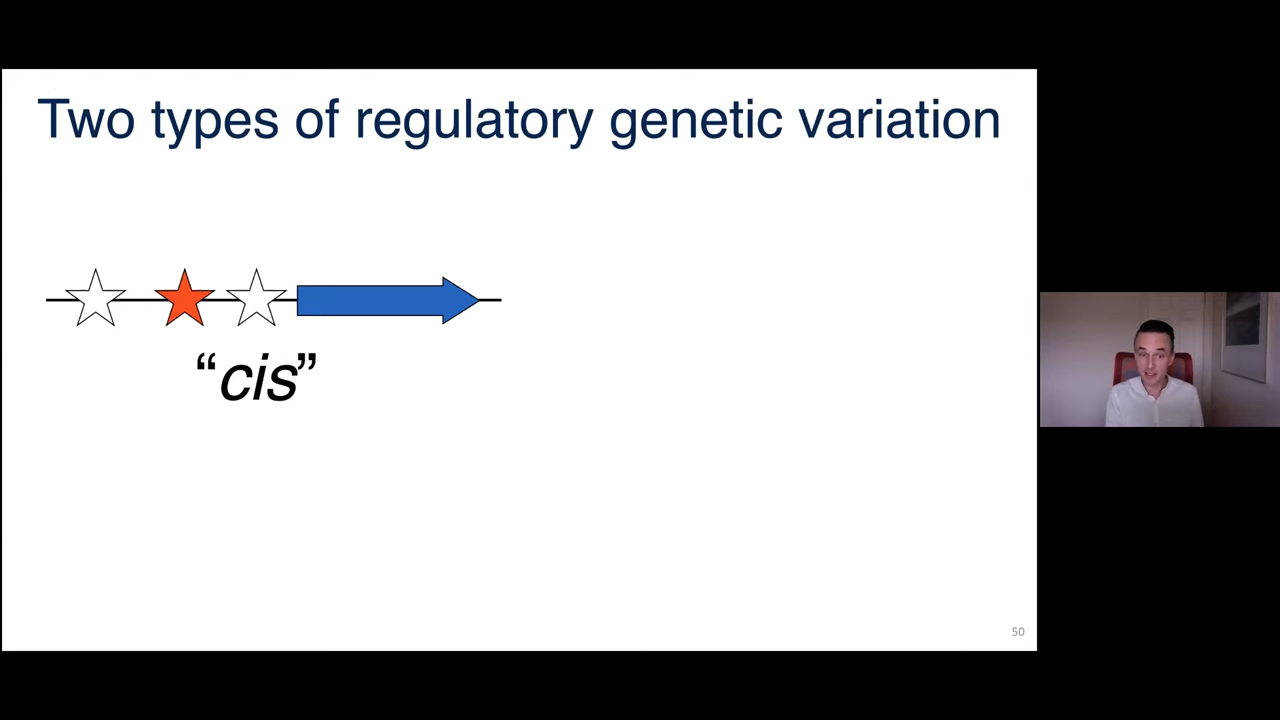 Two types of regulatory genetic variation
“cis”
50